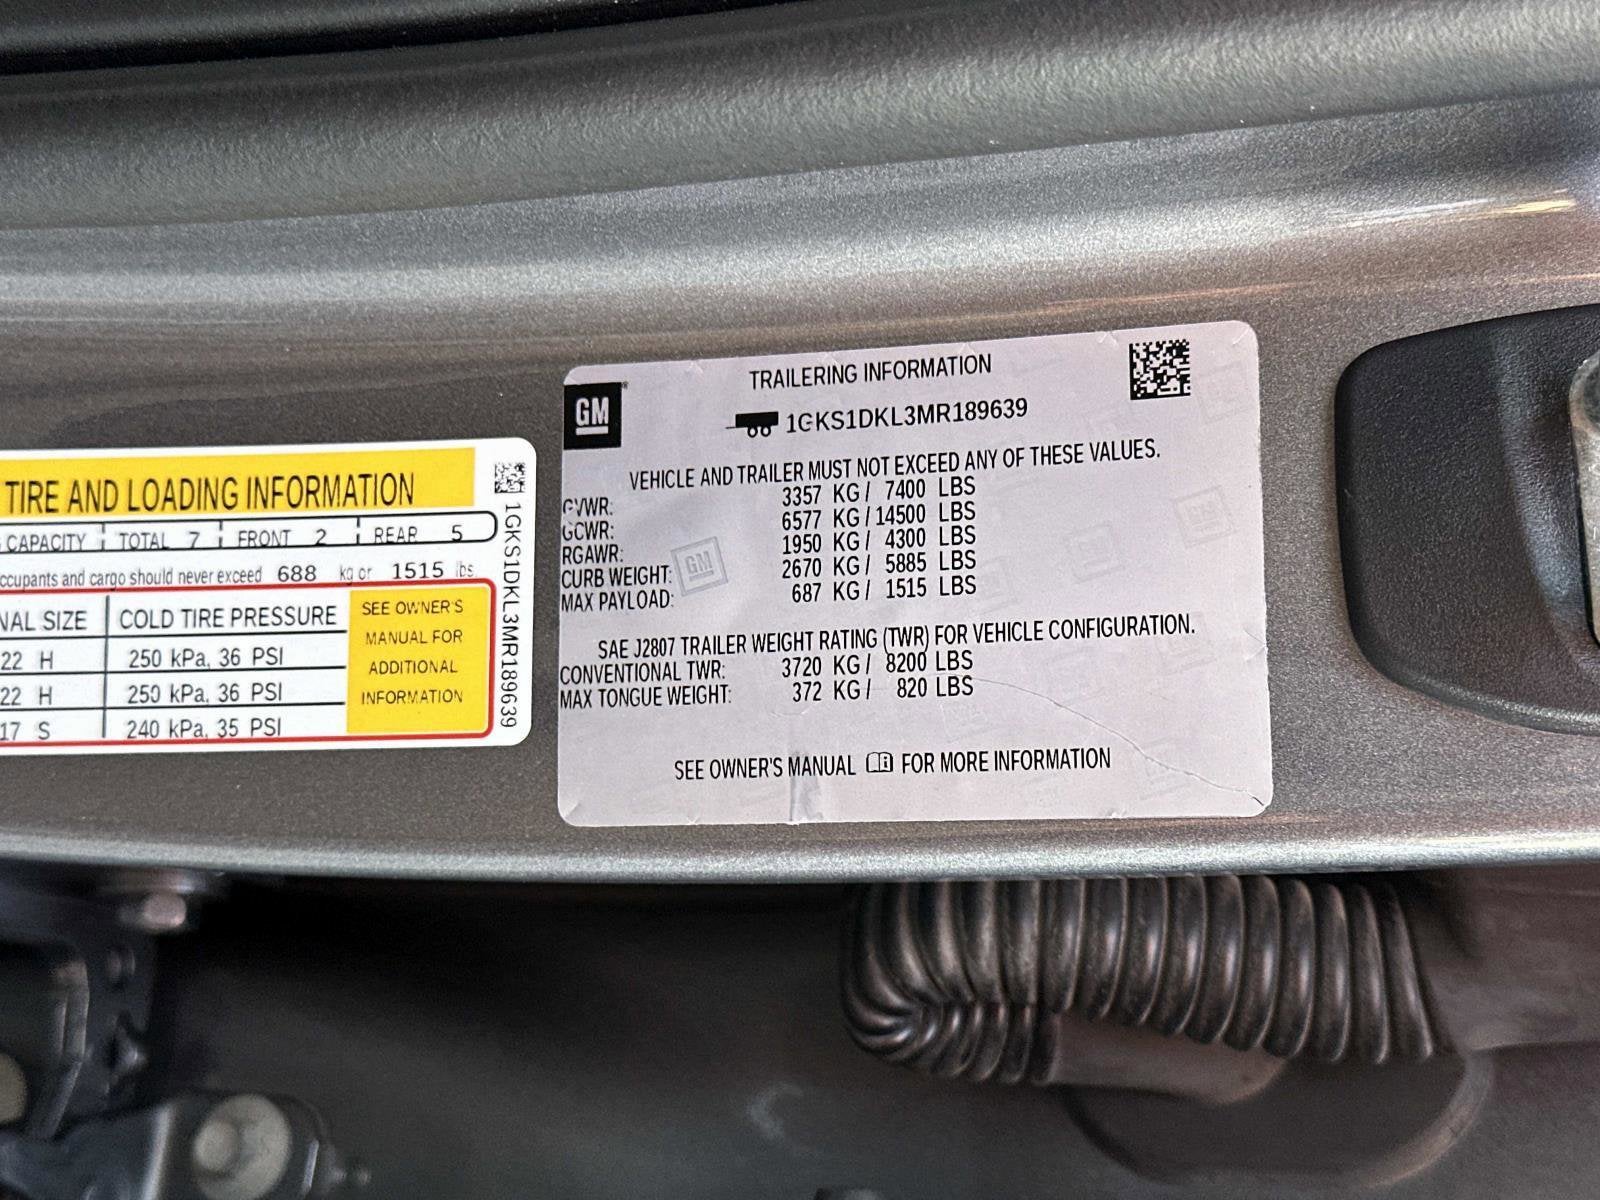 TIRE AND LOADING INFORMATION
CAPACITY TOTAL 7 FRONT 2 REAR 5
ccupants and cargo should never exceed 688 kg or 1515 lbs.
NAL SIZE COLD TIRE PRESSURE
22 H 250 kPa, 36 PSI
22 H 250 kPa, 36 PSI
17 S 240 kPa, 35 PSI
SEE OWNER'S
MANUAL FOR
ADDITIONAL
INFORMATION
1GKS1DKL3MR189639
GM
TRAILERING INFORMATION
1GKS1DKL3MR189639
VEHICLE AND TRAILER MUST NOT EXCEED ANY OF THESE VALUES.
GVWR: 3357 KG / 7400 LBS
GCWR: 6577 KG / 14500 LBS
RGAWR: 1950 KG / 4300 LBS
CURB WEIGHT: 2670 KG / 5885 LBS
MAX PAYLOAD: 687 KG / 1515 LBS
SAE J2807 TRAILER WEIGHT RATING (TWR) FOR VEHICLE CONFIGURATION.
CONVENTIONAL TWR: 3720 KG / 8200 LBS
MAX TONGUE WEIGHT: 372 KG / 820 LBS
SEE OWNER'S MANUAL FOR MORE INFORMATION
GM